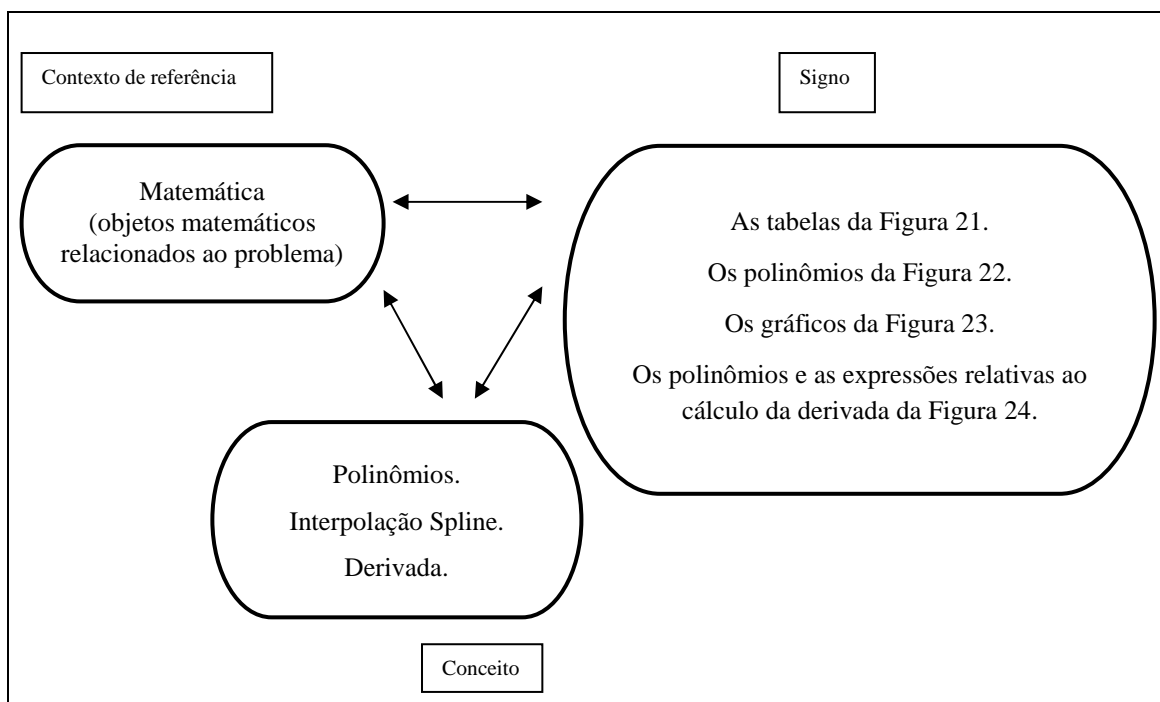 Contexto de referência
Signo
Matemática
(objetos matemáticos
relacionados ao problema)
As tabelas da Figura 21.
Os polinômios da Figura 22.
Os gráficos da Figura 23.
Os polinômios e as expressões relativas ao
cálculo da derivada da Figura 24.
Polinômios.
Interpolação Spline.
Derivada.
Conceito